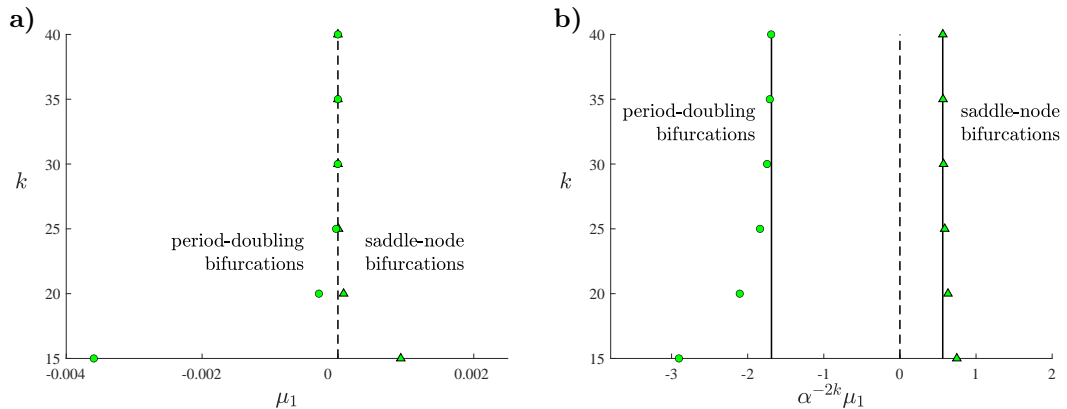 a)
40
35
30
k
25
period-doubling
bifurcations
saddle-node
bifurcations
20
15
-0.004
-0.002
0
0.002
μ₁
b)
40
35
period-doubling
bifurcations
saddle-node
bifurcations
30
k
25
20
15
-3
-2
-1
0
1
2
α⁻²ᵏμ₁